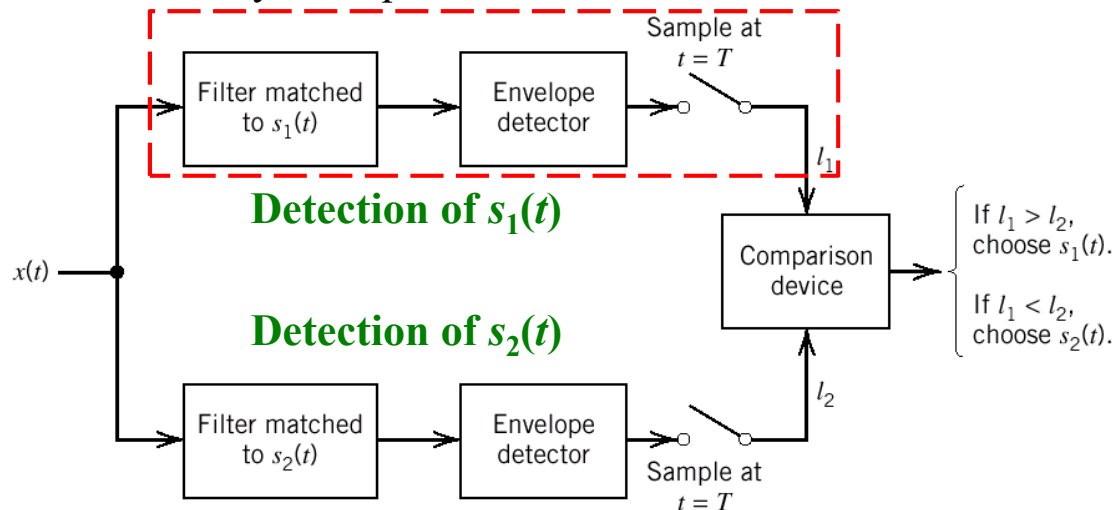 Sample at
t = T
Filter matched
to s₁(t)
Envelope
detector
l₁
Detection of s₁(t)
x(t)
Comparison
device
If l₁ > l₂,
choose s₁(t).
If l₁ < l₂,
choose s₂(t).
Detection of s₂(t)
l₂
Filter matched
to s₂(t)
Envelope
detector
Sample at
t = T